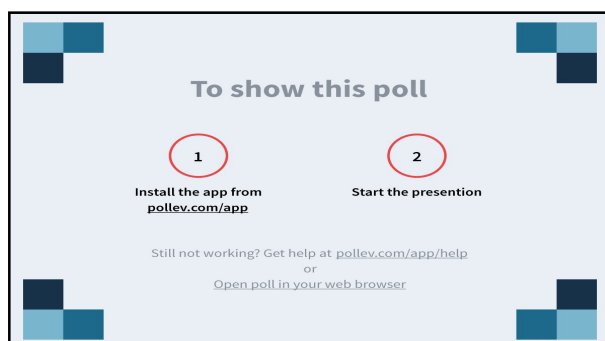 To show this poll
1
2
Install the app from
pollev.com/app
Start the presention
Still not working? Get help at pollev.com/app/help
or
Open poll in your web browser